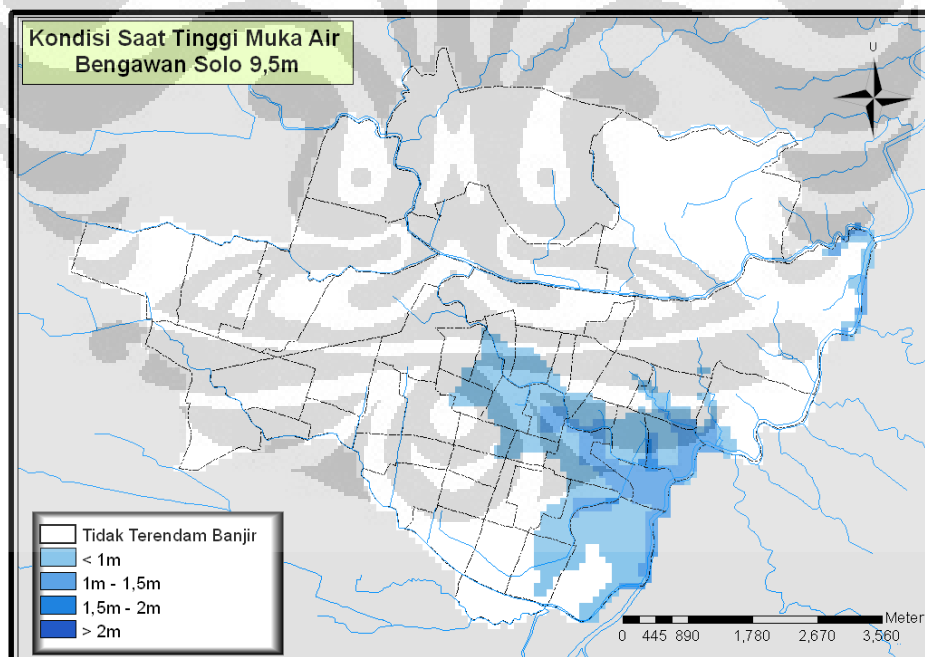 Kondisi Saat Tinggi Muka Air
Bengawan Solo 9,5m
U
Tidak Terendam Banjir
< 1m
1m - 1,5m
1,5m - 2m
> 2m
Meter
0 445 890 1,780 2,670 3,560